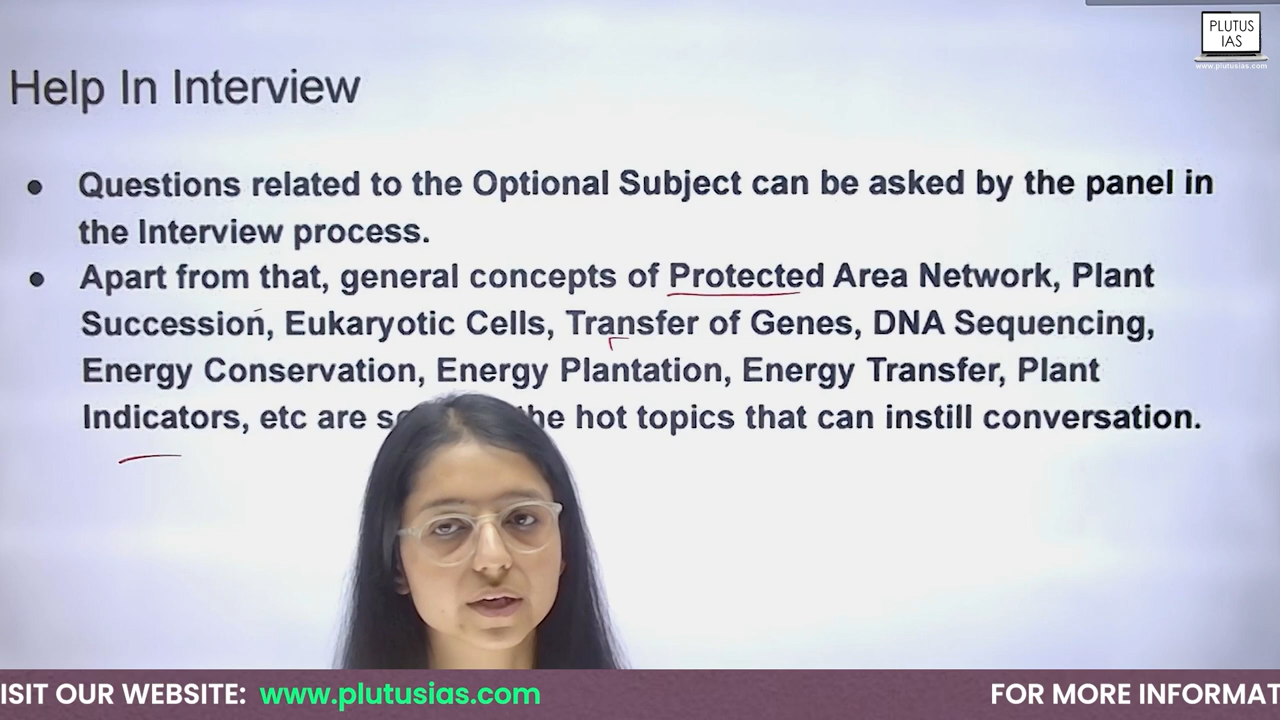 PLUTUS
IAS
www.plutusias.com
Help In Interview
● Questions related to the Optional Subject can be asked by the panel in
the Interview process.
● Apart from that, general concepts of Protected Area Network, Plant
Succession, Eukaryotic Cells, Transfer of Genes, DNA Sequencing,
Energy Conservation, Energy Plantation, Energy Transfer, Plant
Indicators, etc are hot topics that can instill conversation.
ISIT OUR WEBSITE: www.plutusias.com FOR MORE INFORMAT